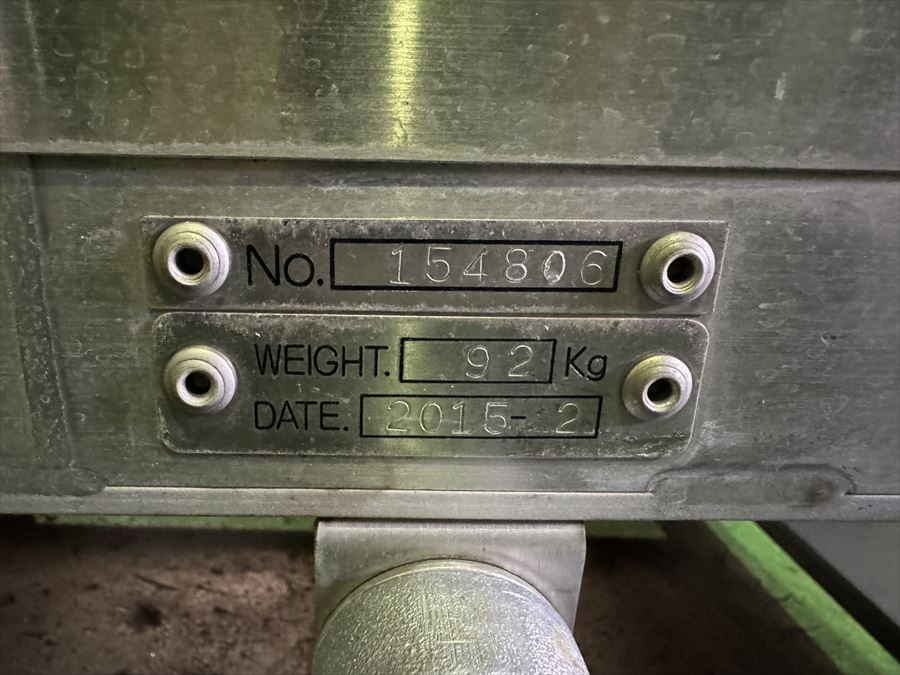 No. 154806
WEIGHT. 92 Kg
DATE. 2015- 2